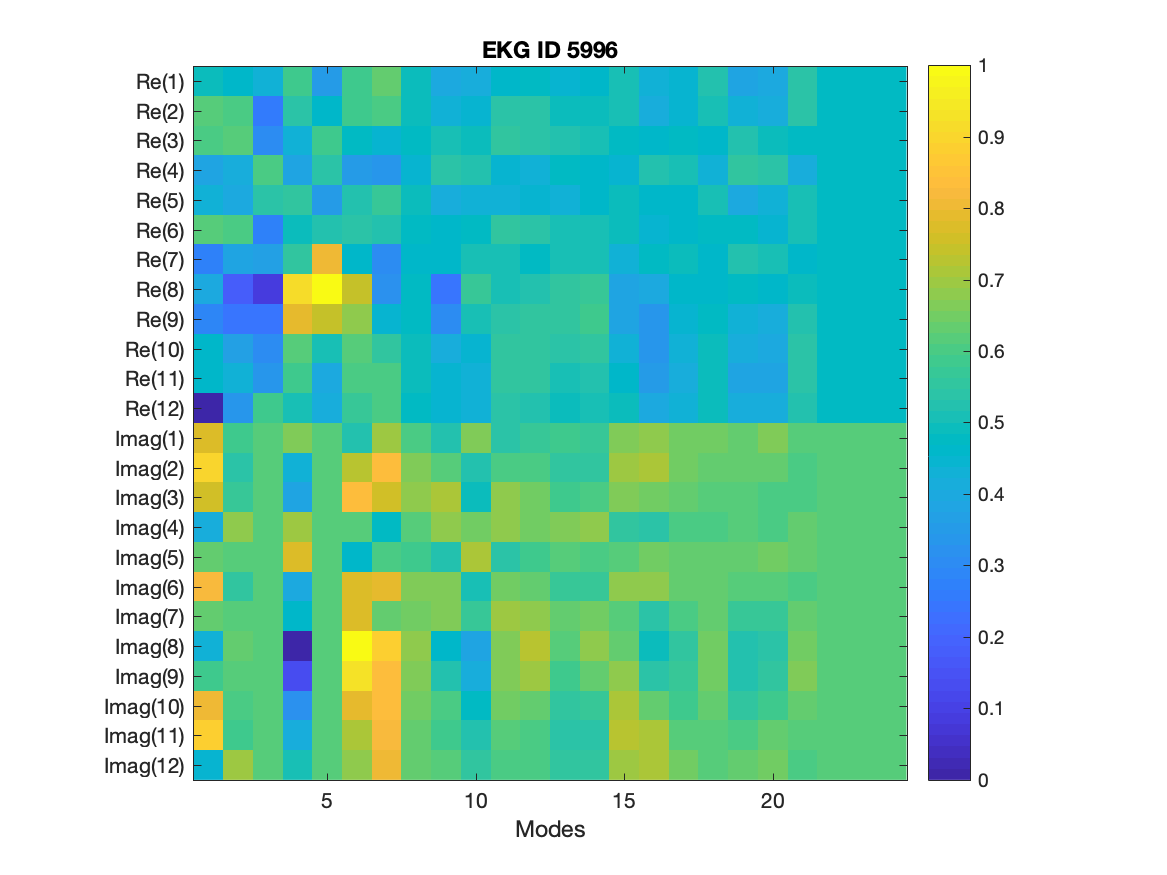 EKG ID 5996
Re(1)
Re(2)
Re(3)
Re(4)
Re(5)
Re(6)
Re(7)
Re(8)
Re(9)
Re(10)
Re(11)
Re(12)
Imag(1)
Imag(2)
Imag(3)
Imag(4)
Imag(5)
Imag(6)
Imag(7)
Imag(8)
Imag(9)
Imag(10)
Imag(11)
Imag(12)
5 10 15 20
Modes
1
0.9
0.8
0.7
0.6
0.5
0.4
0.3
0.2
0.1
0